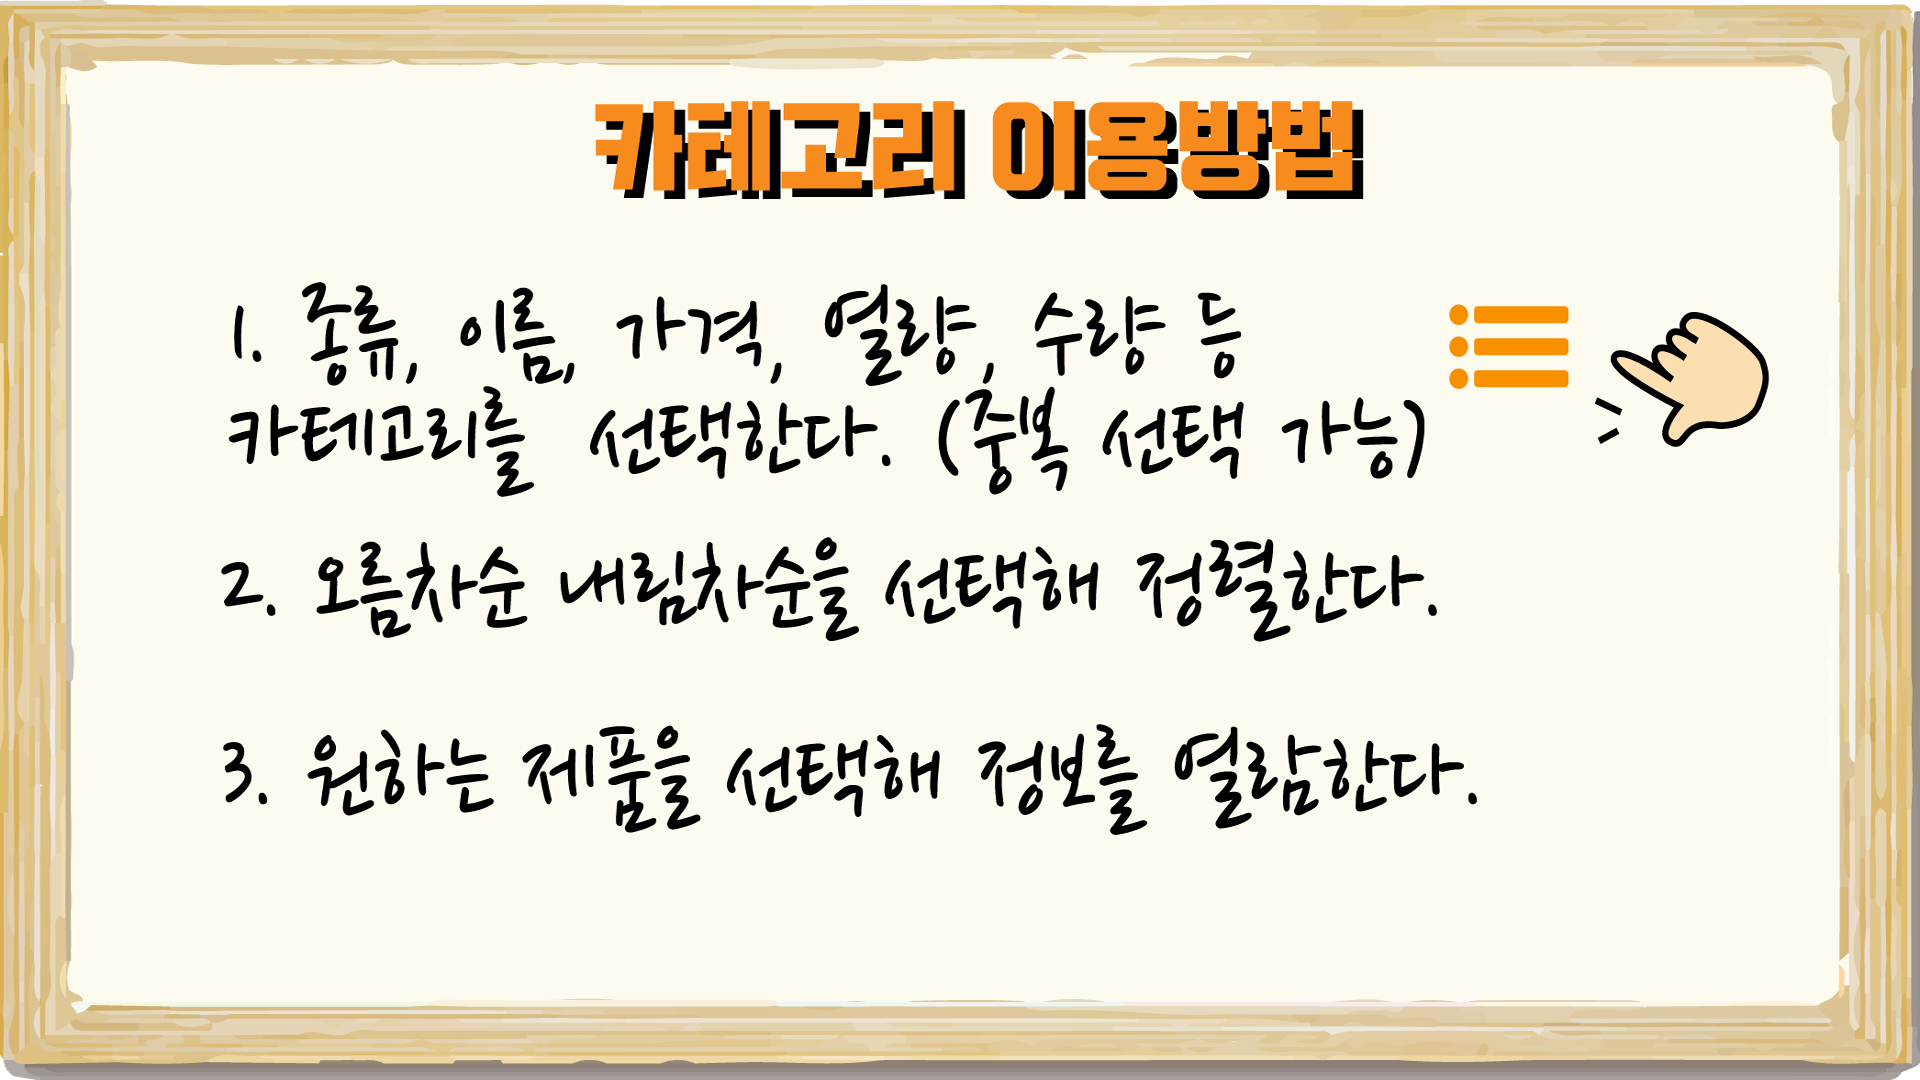 카테고리 이용방법
1. 종류, 이름, 가격, 열량, 수량 등
카테고리를 선택한다. (중복 선택 가능)
2. 오름차순 내림차순을 선택해 정렬한다.
3. 원하는 제품을 선택해 정보를 열람한다.